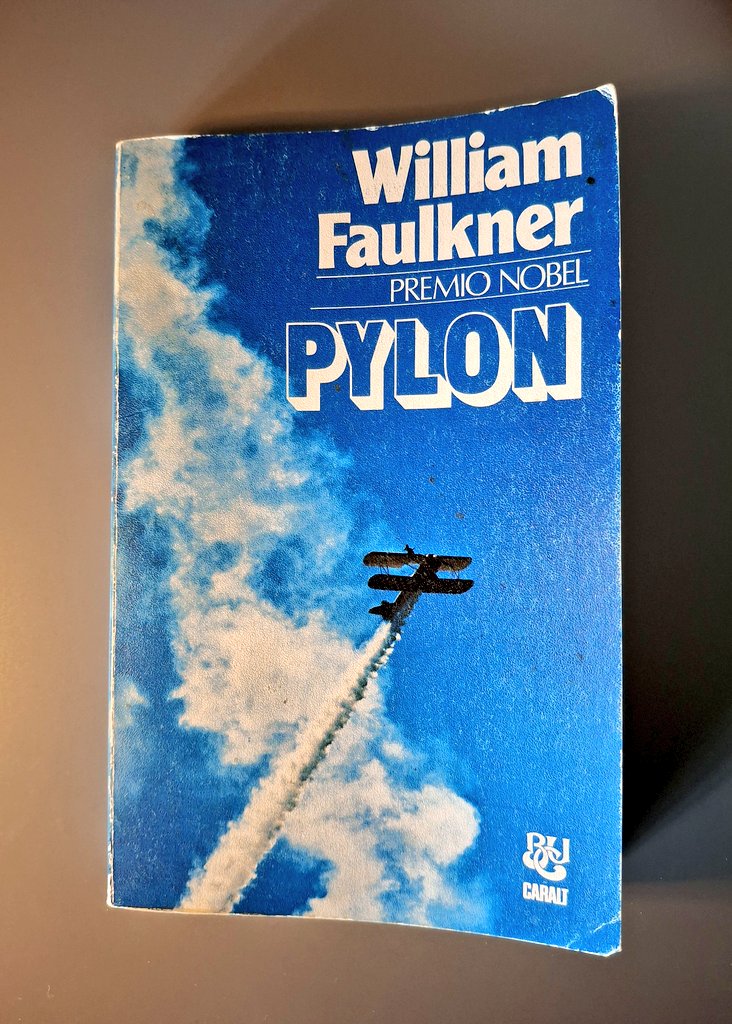 William
Faulkner
PREMIO NOBEL
PYLON
CARALT